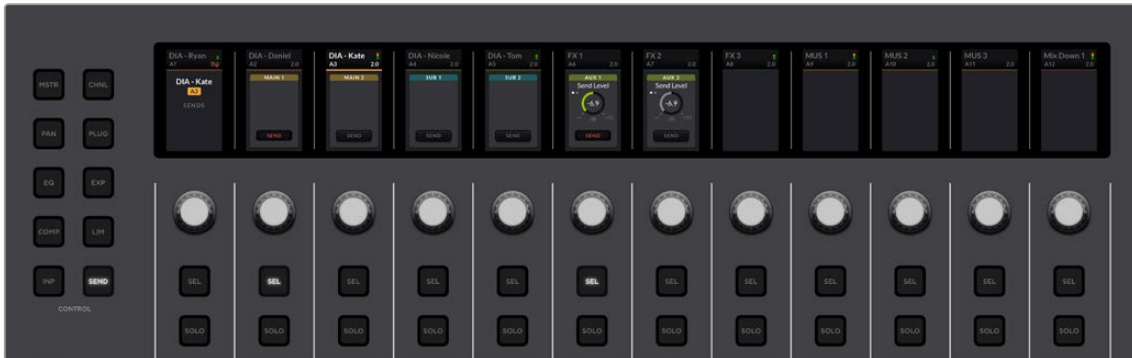 DIA - Ryan DIA - Daniel DIA - Kate DIA - Nicole DIA - Tom FX 1 FX 2 FX 3 MUS 1 MUS 2 MUS 3 Mix Down 1
A1 A2 2.0 A3 2.0 A4 2.0 A5 2.0 A6 2.0 A7 2.0 A8 2.0 A9 2.0 A10 2.0 A11 2.0 A12 2.0
MAIN 1 MAIN 2 SUB 1 SUB 2 AUX 1 AUX 2
DIA - Kate Send Level Send Level
A3
SENDS -6.9 -6.9
SEND SEND SEND SEND SEND SEND
MSTR CHNL
PAN PLUG
EQ EXP
COMP LIM
INP SEND SEL SEL SEL SEL SEL SEL SEL SEL SEL SEL SEL SEL
CONTROL
SOLO SOLO SOLO SOLO SOLO SOLO SOLO SOLO SOLO SOLO SOLO SOLO